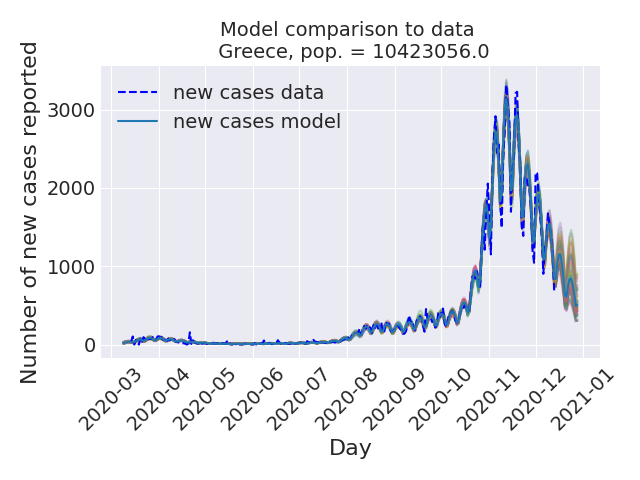 Model comparison to data
Greece, pop. = 10423056.0
Number of new cases reported
new cases data
new cases model
3000
2000
1000
0
2020-03
2020-04
2020-05
2020-06
2020-07
2020-08
2020-09
2020-10
2020-11
2020-12
2021-01
Day